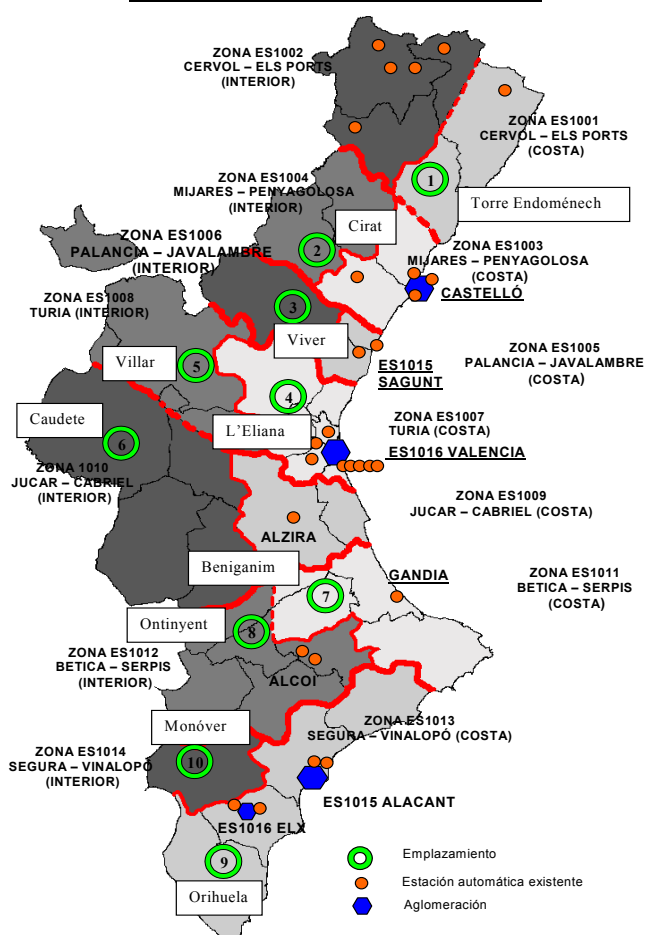 ZONA ES1002
CERVOL – ELS PORTS
(INTERIOR)
ZONA ES1001
CERVOL – ELS PORTS
(COSTA)
ZONA ES1004
MIJARES – PENYAGOLOSA
(INTERIOR)
1
Torre Endoménech
Cirat
ZONA ES1006
PALANCIA – JAVALAMBRE
(INTERIOR)
2
ZONA ES1003
MIJARES – PENYAGOLOSA
(COSTA)
CASTELLÓ
ZONA ES1008
TURIA (INTERIOR)
3
Viver
Villar
5
ES1015
SAGUNT
ZONA ES1005
PALANCIA – JAVALAMBRE
(COSTA)
4
Caudete
L'Eliana
ZONA ES1007
TURIA (COSTA)
6
ES1016 VALENCIA
ZONA 1010
JUCAR – CABRIEL
(INTERIOR)
ZONA ES1009
JUCAR – CABRIEL (COSTA)
ALZIRA
Beniganim
GANDIA
ZONA ES1011
BETICA – SERPIS
(COSTA)
7
Ontinyent
8
ZONA ES1012
BETICA – SERPIS
(INTERIOR)
ALCOI
Monóver
ZONA ES1013
SEGURA – VINALOPÓ (COSTA)
ZONA ES1014
SEGURA – VINALOPÓ
(INTERIOR)
10
ES1015 ALACANT
ES1016 ELX
9
Orihuela
Emplazamiento
Estación automática existente
Aglomeración